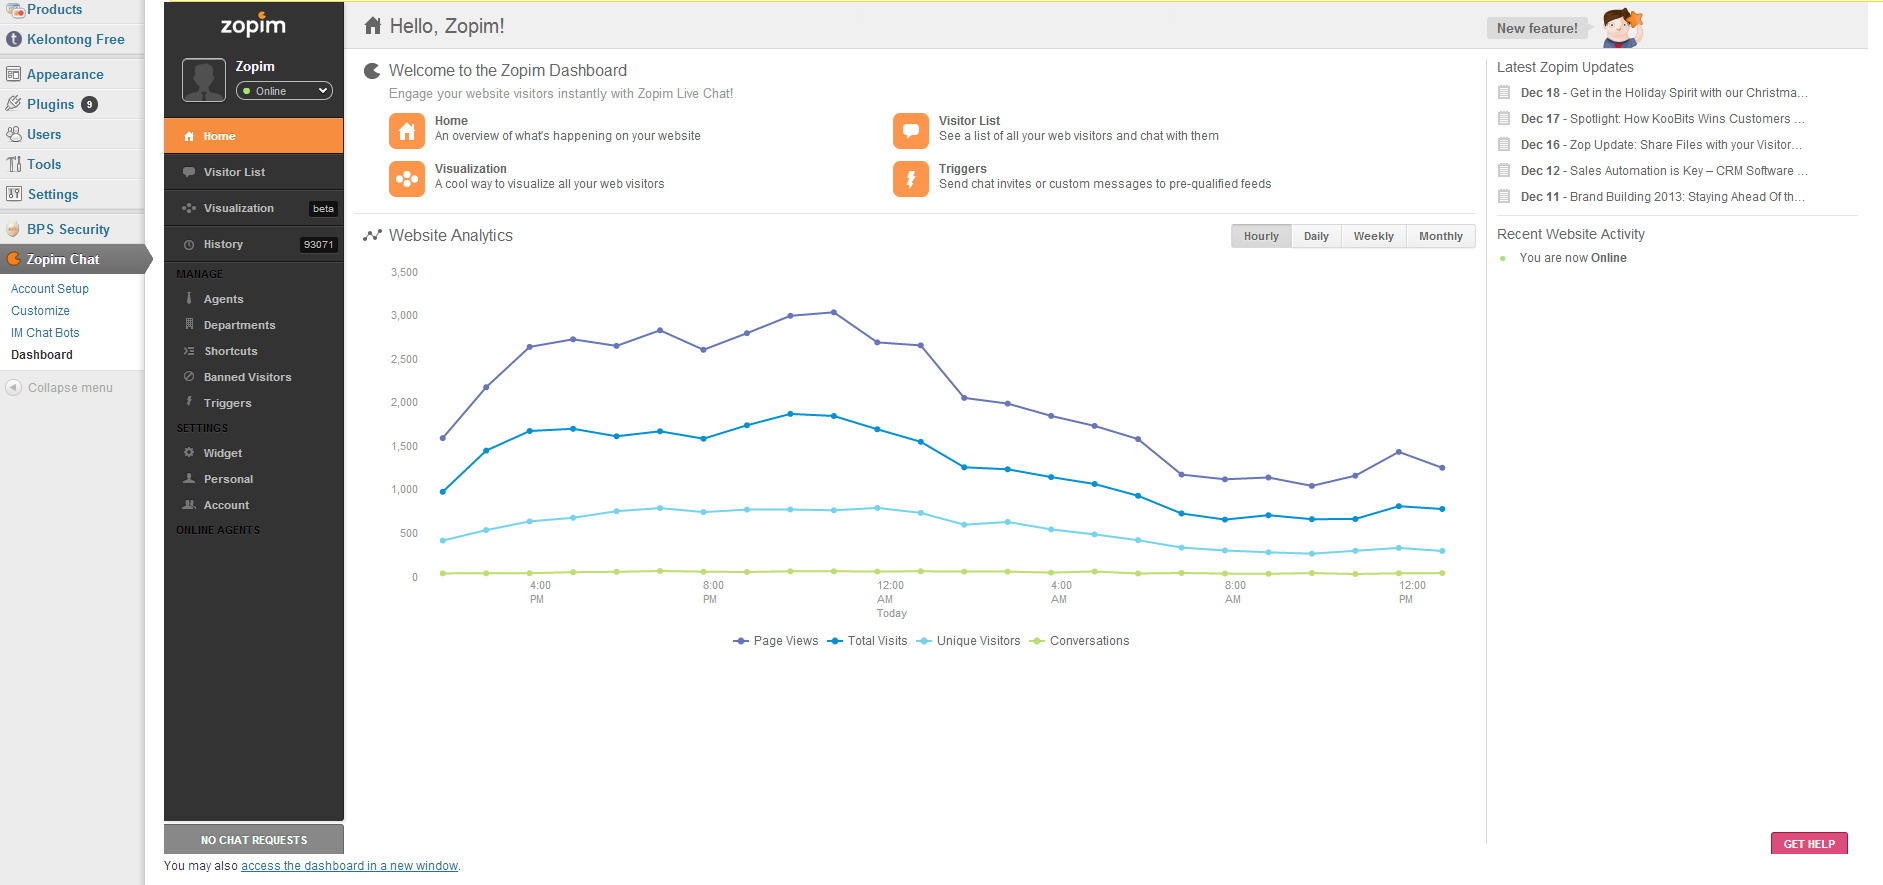 Products
Kelontong Free
Appearance
Plugins 9
Users
Tools
Settings
BPS Security
Zopim Chat
Account Setup
Customize
IM Chat Bots
Dashboard
Collapse menu
zopim
Zopim
Online
Home
Visitor List
Visualization beta
History 93071
MANAGE
Agents
Departments
Shortcuts
Banned Visitors
Triggers
SETTINGS
Widget
Personal
Account
ONLINE AGENTS
NO CHAT REQUESTS
You may also access the dashboard in a new window.
Hello, Zopim!
New feature!
Welcome to the Zopim Dashboard
Engage your website visitors instantly with Zopim Live Chat!
Home
An overview of what's happening on your website
Visitor List
See a list of all your web visitors and chat with them
Visualization
A cool way to visualize all your web visitors
Triggers
Send chat invites or custom messages to pre-qualified feeds
Website Analytics
Hourly Daily Weekly Monthly
3,500
3,000
2,500
2,000
1,500
1,000
500
0
4:00 8:00 12:00 4:00 8:00 12:00
PM PM AM AM AM PM
Today
Page Views Total Visits Unique Visitors Conversations
Latest Zopim Updates
Dec 18 - Get in the Holiday Spirit with our Christma...
Dec 17 - Spotlight: How KooBits Wins Customers ...
Dec 16 - Zop Update: Share Files with your Visitor...
Dec 12 - Sales Automation is Key – CRM Software ...
Dec 11 - Brand Building 2013: Staying Ahead Of th...
Recent Website Activity
You are now Online
GET HELP